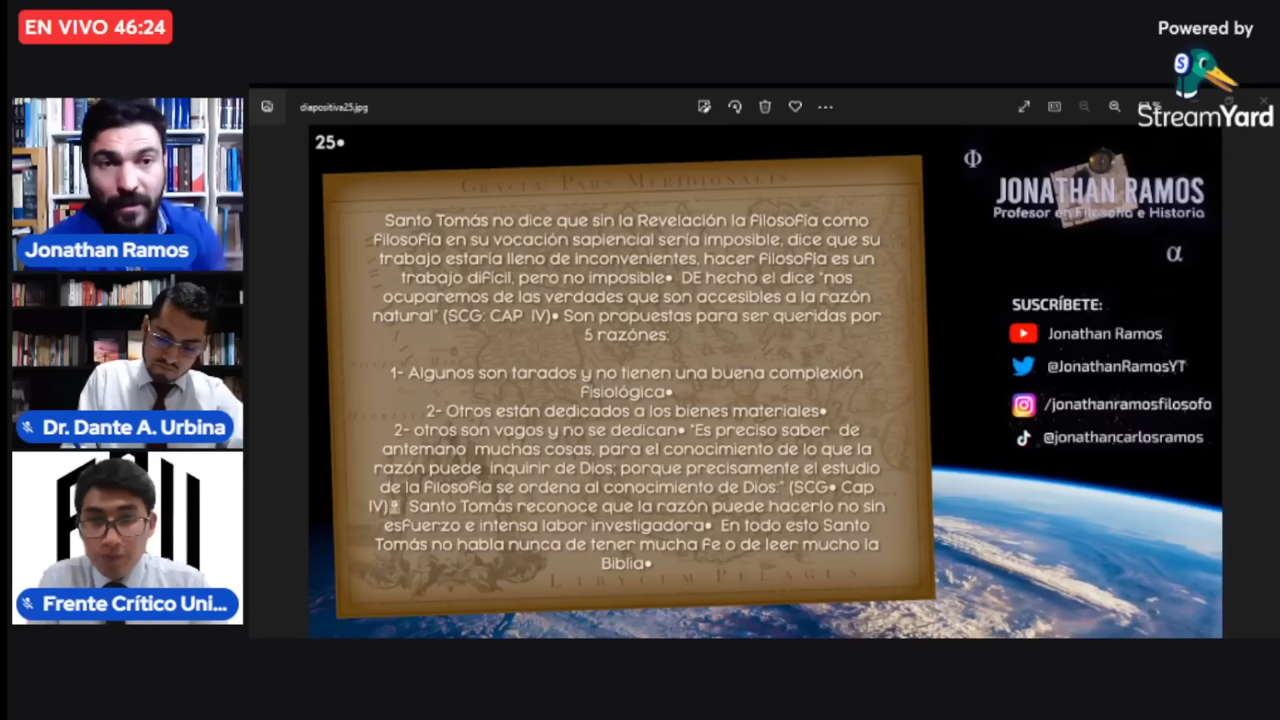 EN VIVO 46:24
Powered by
StreamYard
Jonathan Ramos
Dr. Dante A. Urbina
Frente Crítico Uni...
diapositiva25.jpg
25•
GRÆCIÆ PARS MERIDIONALIS
Santo Tomás no dice que sin la Revelación la filosofía como
filosofía en su vocación sapiencial sería imposible, dice que su
trabajo estaría lleno de inconvenientes, hacer filosofía es un
trabajo difícil, pero no imposible• DE hecho el dice "nos
ocuparemos de las verdades que son accesibles a la razón
natural" (SCG: CAP IV)• Son propuestas para ser queridas por
5 razónes:
1- Algunos son tarados y no tienen una buena complexión
fisiológica•
2- Otros están dedicados a los bienes materiales•
2- otros son vagos y no se dedican• "Es preciso saber de
antemano muchas cosas, para el conocimiento de lo que la
razón puede inquirir de Dios; porque precisamente el estudio
de la filosofía se ordena al conocimiento de Dios:" (SCG• Cap
IV) Santo Tomás reconoce que la razón puede hacerlo no sin
esfuerzo e intensa labor investigadora• En todo esto Santo
Tomás no habla nunca de tener mucha fe o de leer mucho la
Biblia•
LIBYCUM PELAGUS
Φ
JONATHAN RAMOS
Profesor en Filosofía e Historia
α
SUSCRÍBETE:
Jonathan Ramos
@JonathanRamosYT
/jonathanramosfilosofo
@jonathancarlosramos